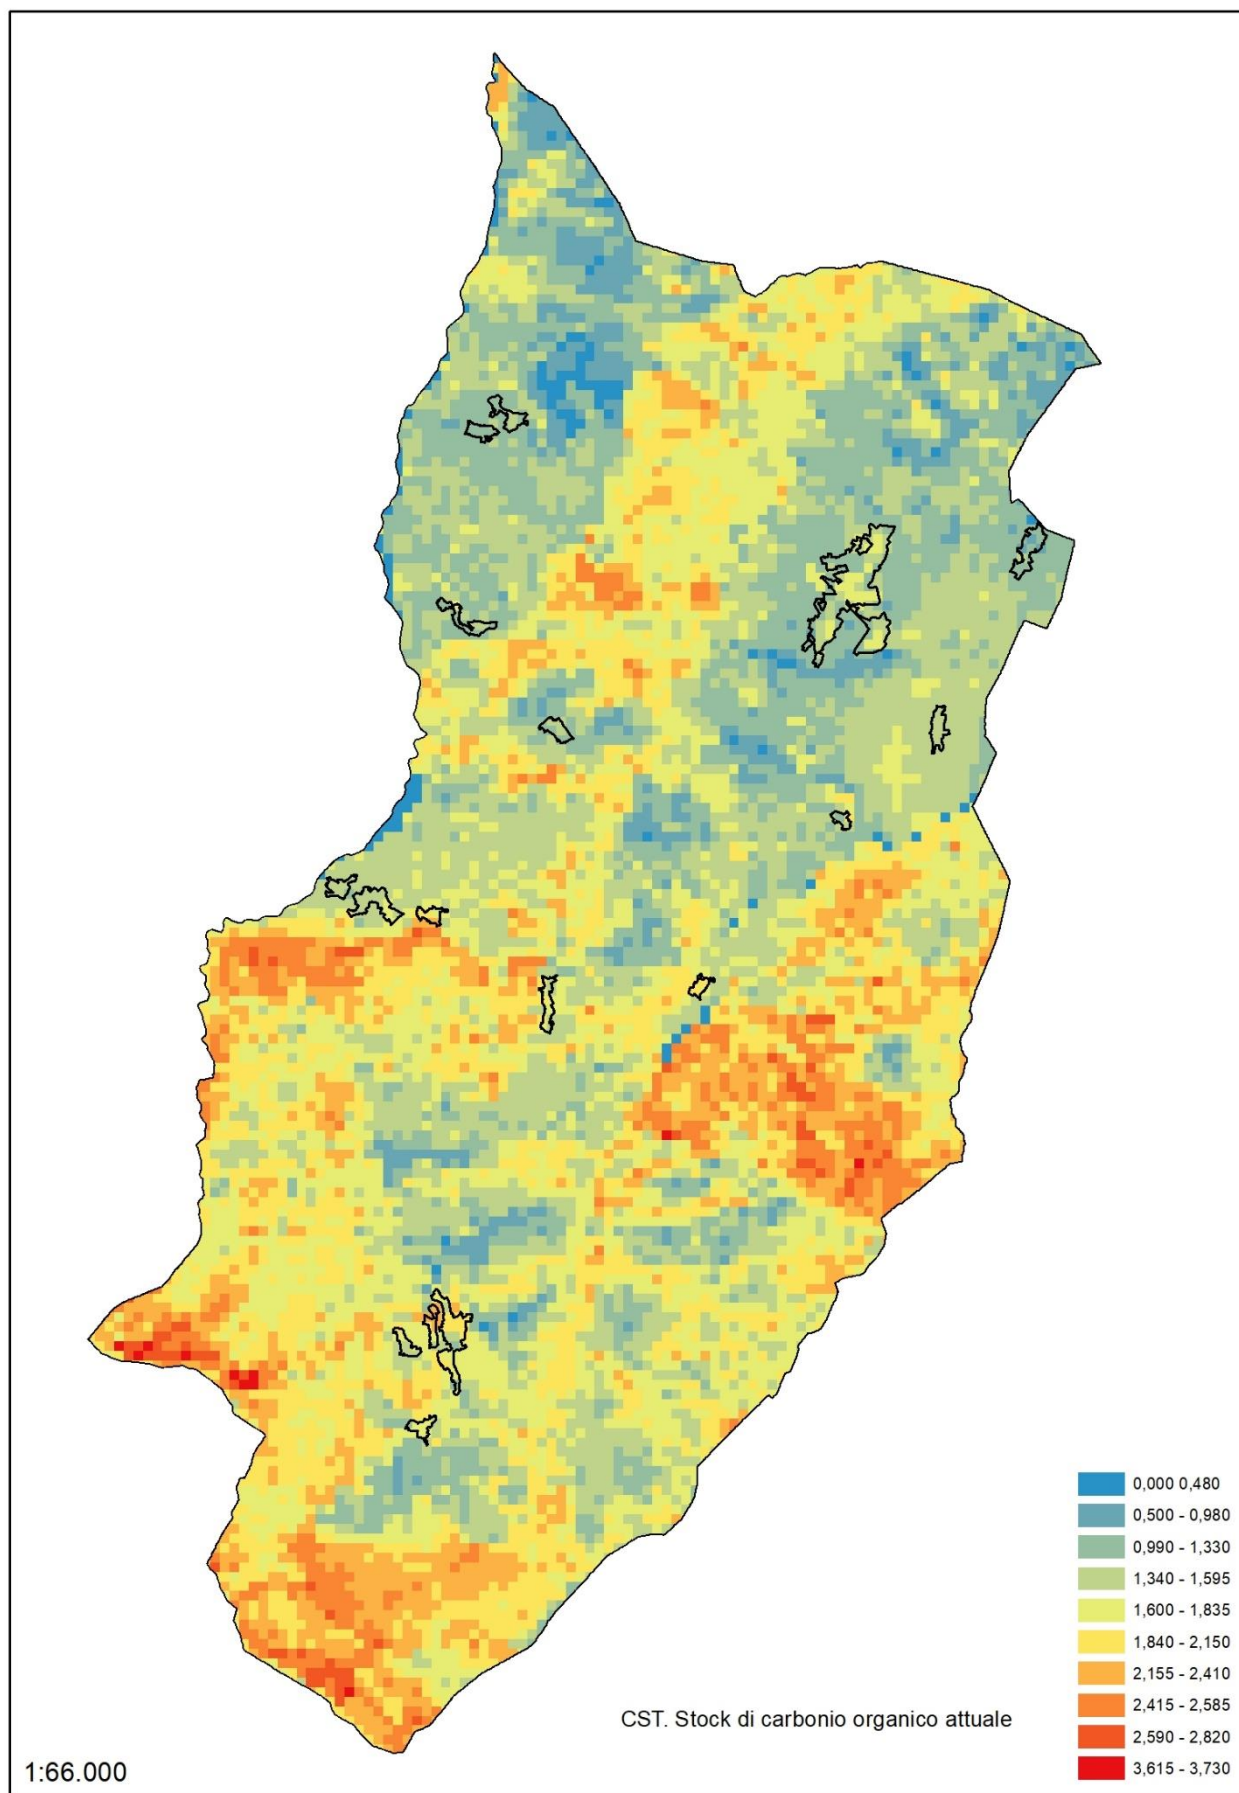 0,000 0,480
0,500 - 0,980
0,990 - 1,330
1,340 - 1,595
1,600 - 1,835
1,840 - 2,150
2,155 - 2,410
2,415 - 2,585
2,590 - 2,820
3,615 - 3,730
CST. Stock di carbonio organico attuale
1:66.000